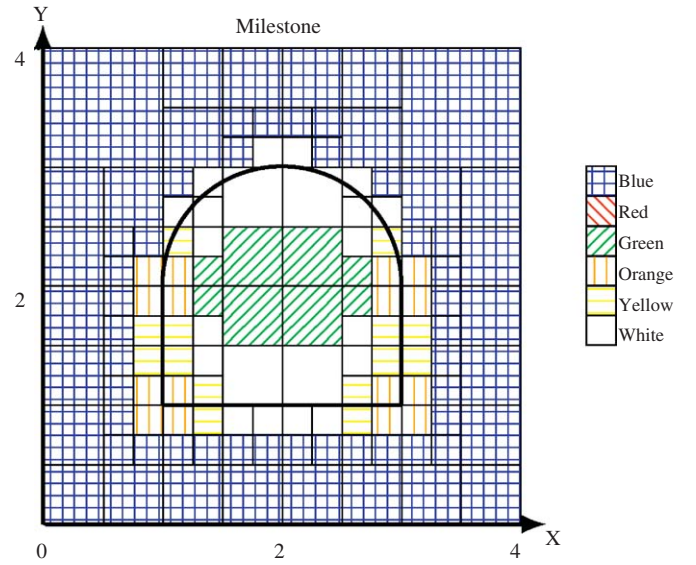 Y
Milestone
4
Blue
Red
Green
Orange
2
Yellow
White
X
0
2
4